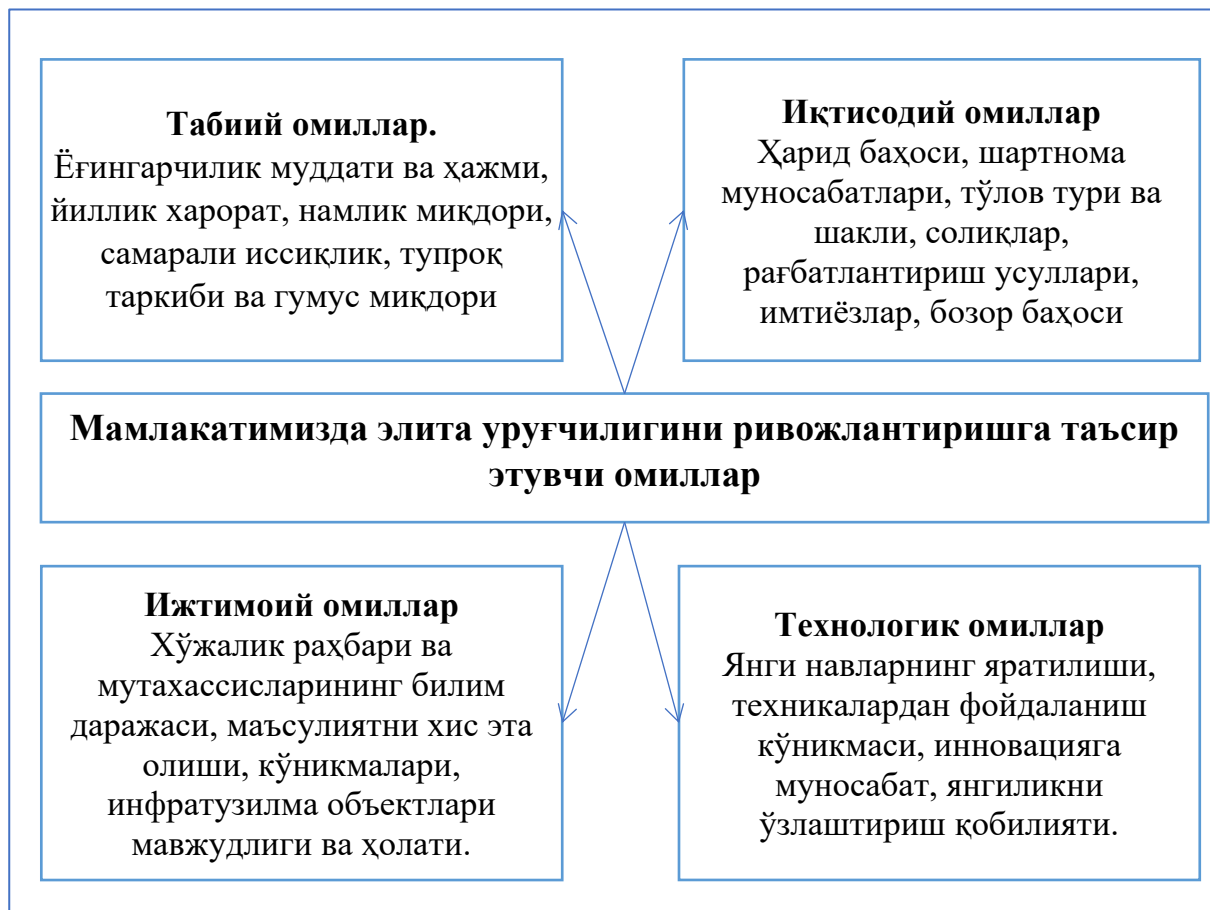 Табиий омиллар.
Ёғингарчилик муддати ва ҳажми,
йиллик харорат, намлик миқдори,
самарали иссиқлик, тупроқ
таркиби ва гумус миқдори
Иқтисодий омиллар
Ҳарид баҳоси, шартнома
муносабатлари, тўлов тури ва
шакли, солиқлар,
рағбатлантириш усуллари,
имтиёзлар, бозор баҳоси
Мамлакатимизда элита уруғчилигини ривожлантиришга таъсир
этувчи омиллар
Ижтимоий омиллар
Хўжалик раҳбари ва
мутахассисларининг билим
даражаси, маъсулиятни хис эта
олиши, кўникмалари,
инфратузилма объектлари
мавжудлиги ва ҳолати.
Технологик омиллар
Янги навларнинг яратилиши,
техникалардан фойдаланиш
кўникмаси, инновацияга
муносабат, янгиликни
ўзлаштириш қобилияти.